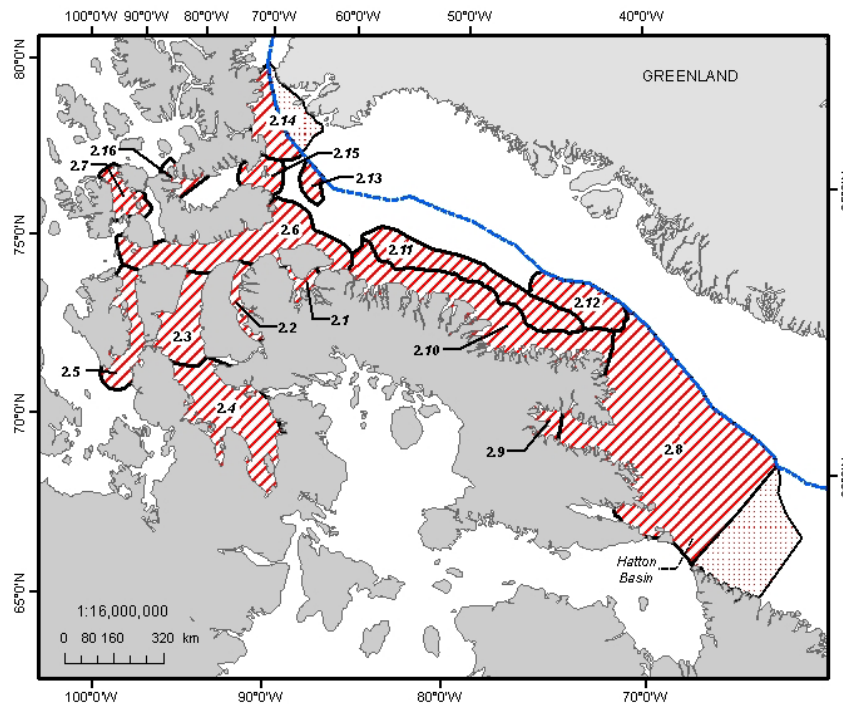 100°0'W 90°0'W 80°0'W 70°0'W 60°0'W 50°0'W 40°0'W
80°0'N
GREENLAND
2.14
2.16
2.15
2.7
2.13
2.6
75°0'N
2.11
2.12
2.1
2.2
2.3
2.10
2.5
70°0'N
2.4
2.9
2.8
Hatton
Basin
65°0'N
1:16,000,000
0 80 160 320 km
100°0'W 90°0'W 80°0'W 70°0'W